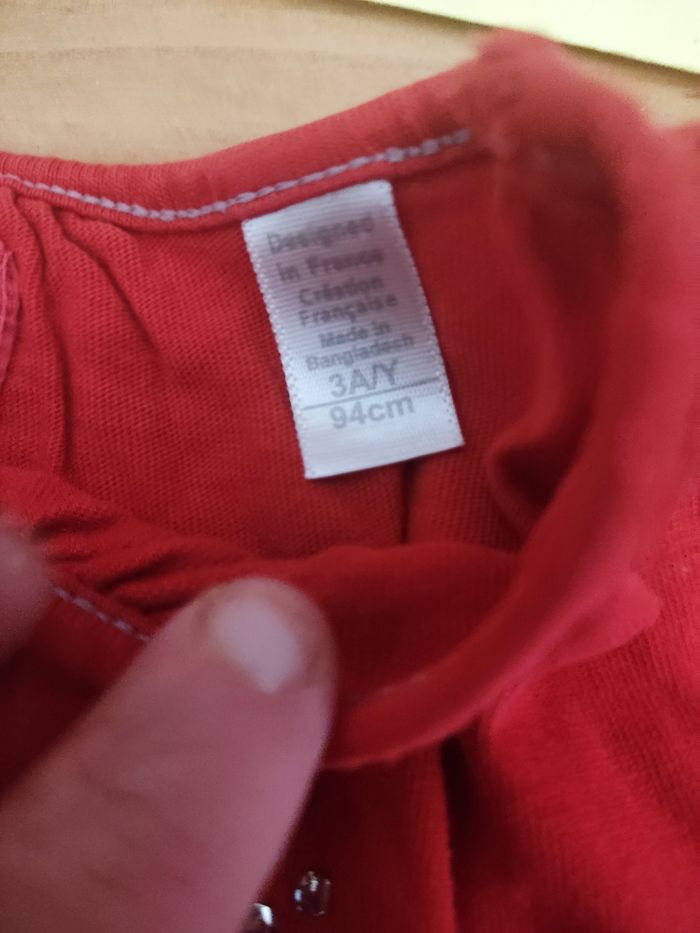 Designed
in France
Création
Française
Made in
Bangladesh
3A/Y
94cm